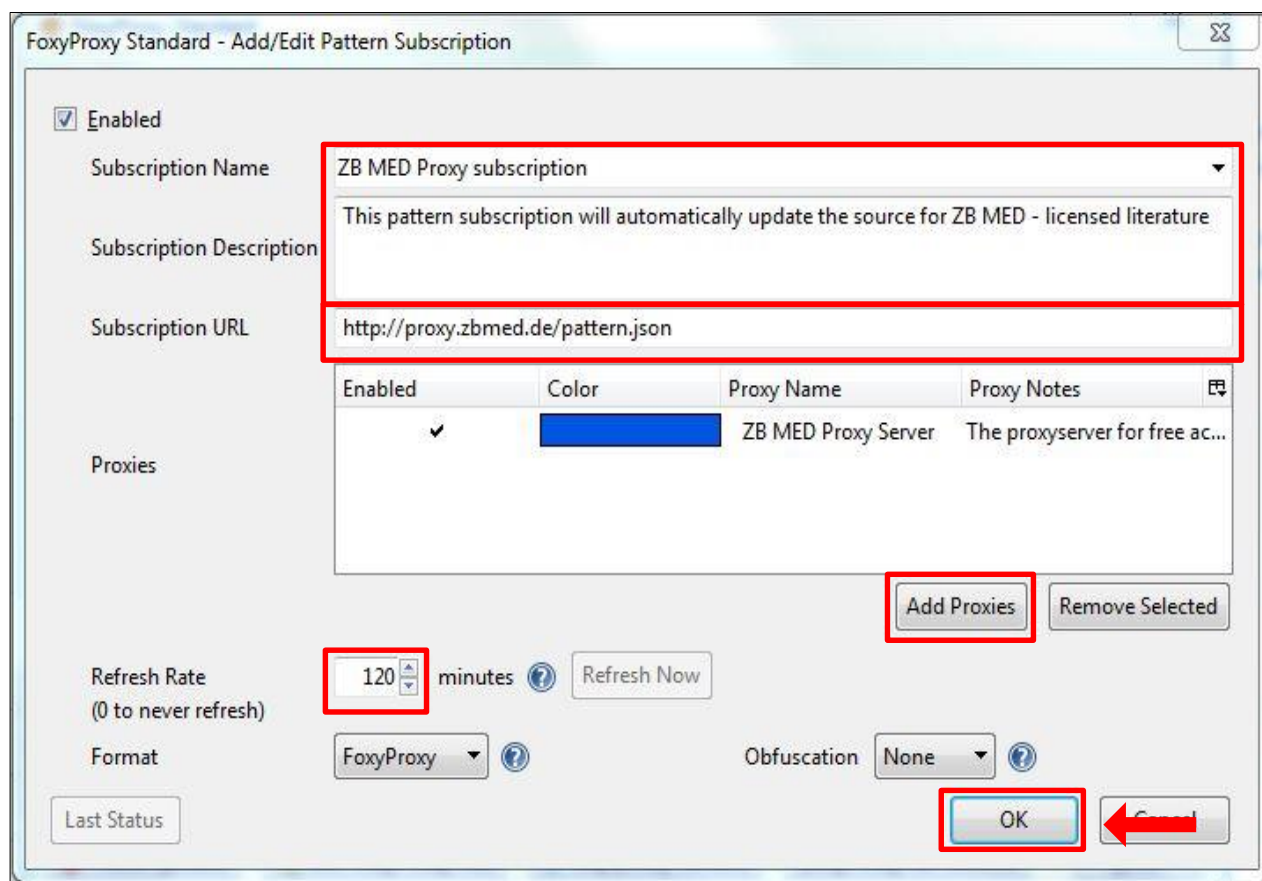 FoxyProxy Standard - Add/Edit Pattern Subscription
Enabled
Subscription Name
ZB MED Proxy subscription
Subscription Description
This pattern subscription will automatically update the source for ZB MED - licensed literature
Subscription URL
http://proxy.zbmed.de/pattern.json
Enabled Color Proxy Name Proxy Notes
ZB MED Proxy Server The proxyserver for free ac...
Proxies
Add Proxies Remove Selected
Refresh Rate 120 minutes Refresh Now
(0 to never refresh)
Format FoxyProxy Obfuscation None
Last Status OK